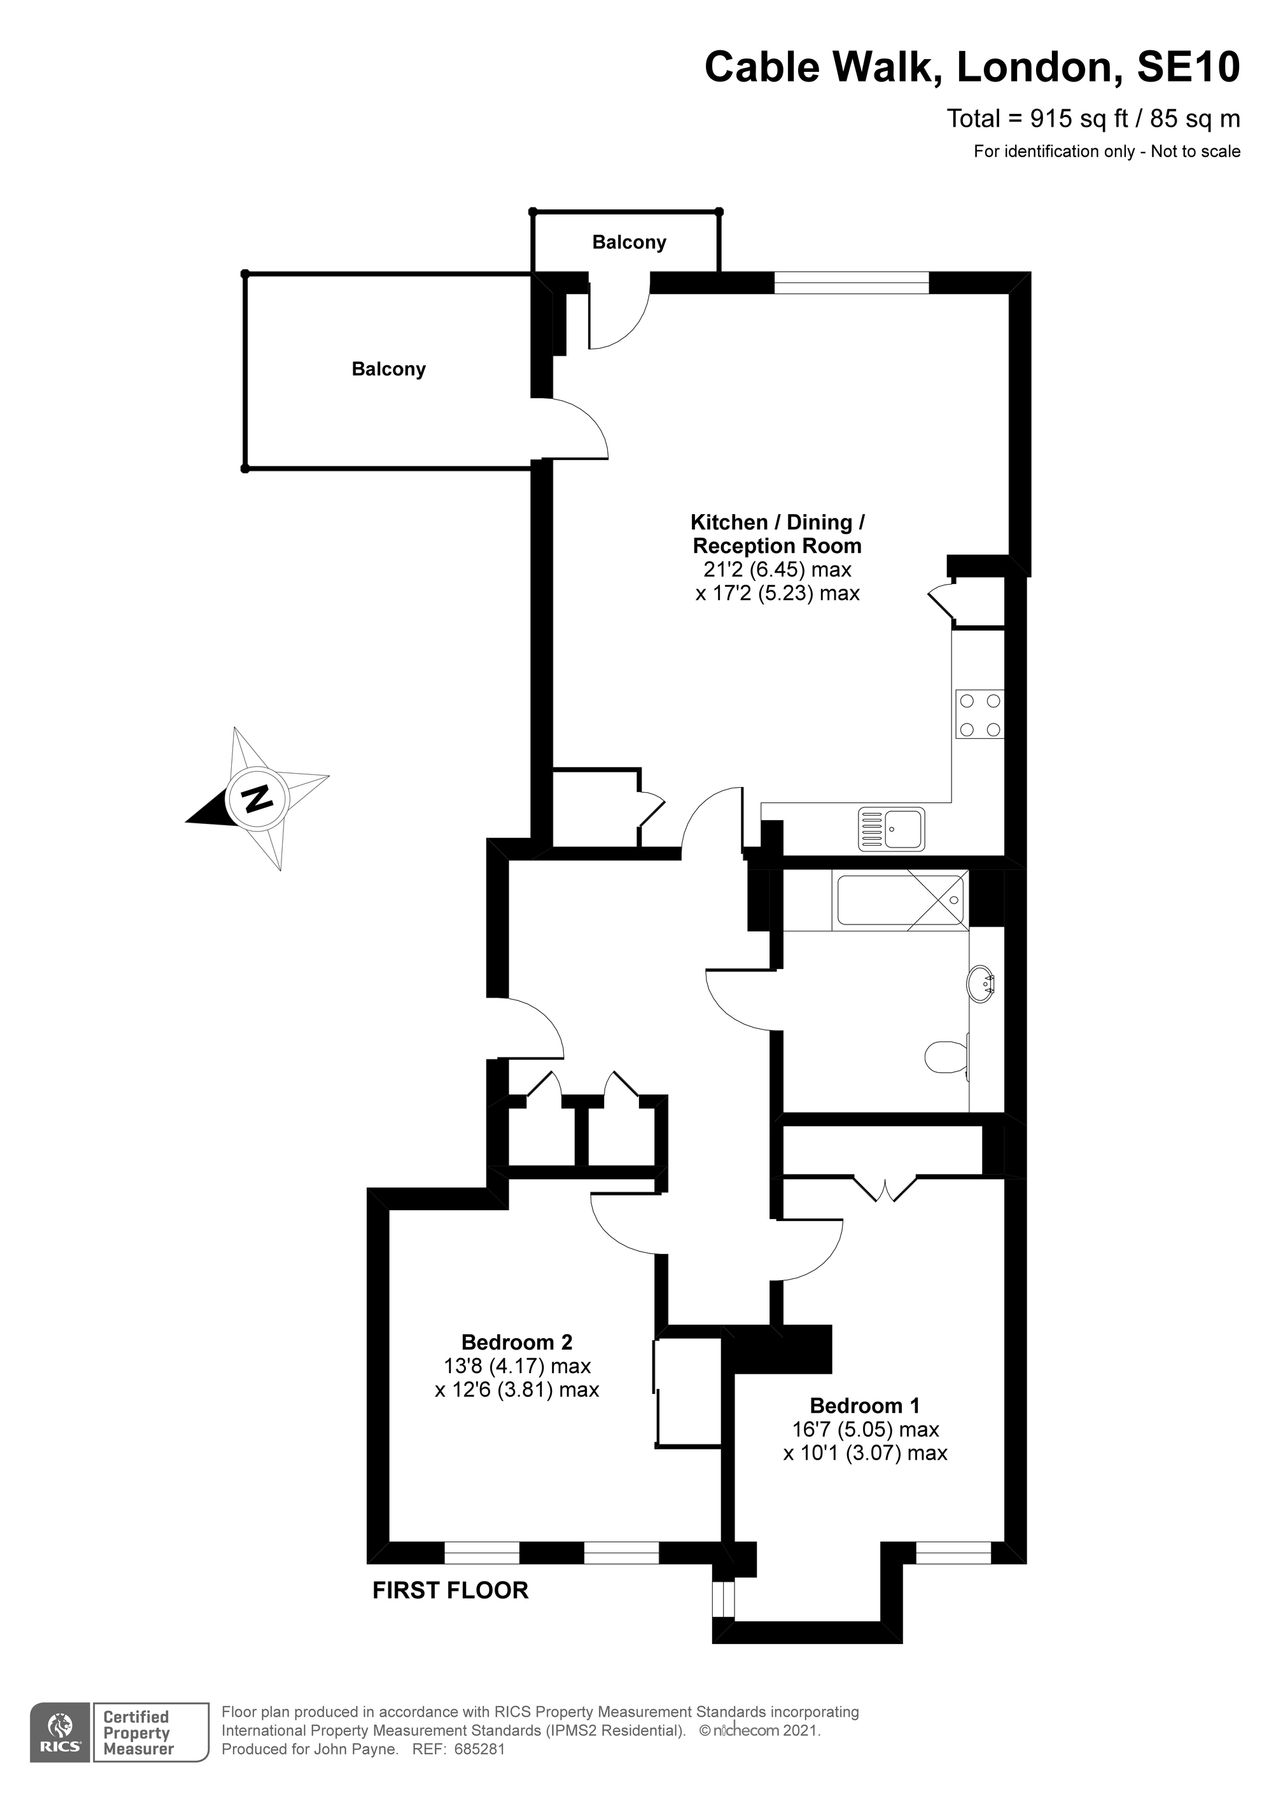 Cable Walk, London, SE10
Total = 915 sq ft / 85 sq m
For identification only - Not to scale
Balcony
Balcony
Kitchen / Dining /
Reception Room
21'2 (6.45) max
x 17'2 (5.23) max
N
Bedroom 2
13'8 (4.17) max
x 12'6 (3.81) max
Bedroom 1
16'7 (5.05) max
x 10'1 (3.07) max
FIRST FLOOR
RICS
Certified
Property
Measurer
Floor plan produced in accordance with RICS Property Measurement Standards incorporating
International Property Measurement Standards (IPMS2 Residential). © nichecom 2021.
Produced for John Payne. REF: 685281